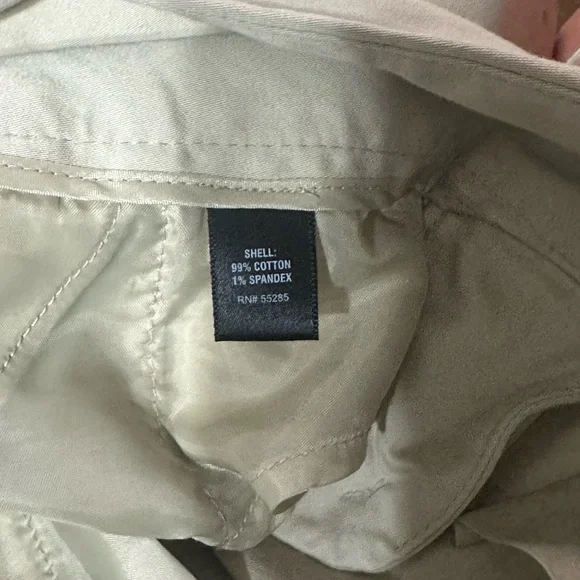 SHELL:
99% COTTON
1% SPANDEX
RN# 55285